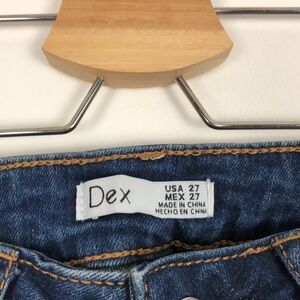 Dex
USA 27
MEX 27
MADE IN CHINA
HECHO EN CHINA